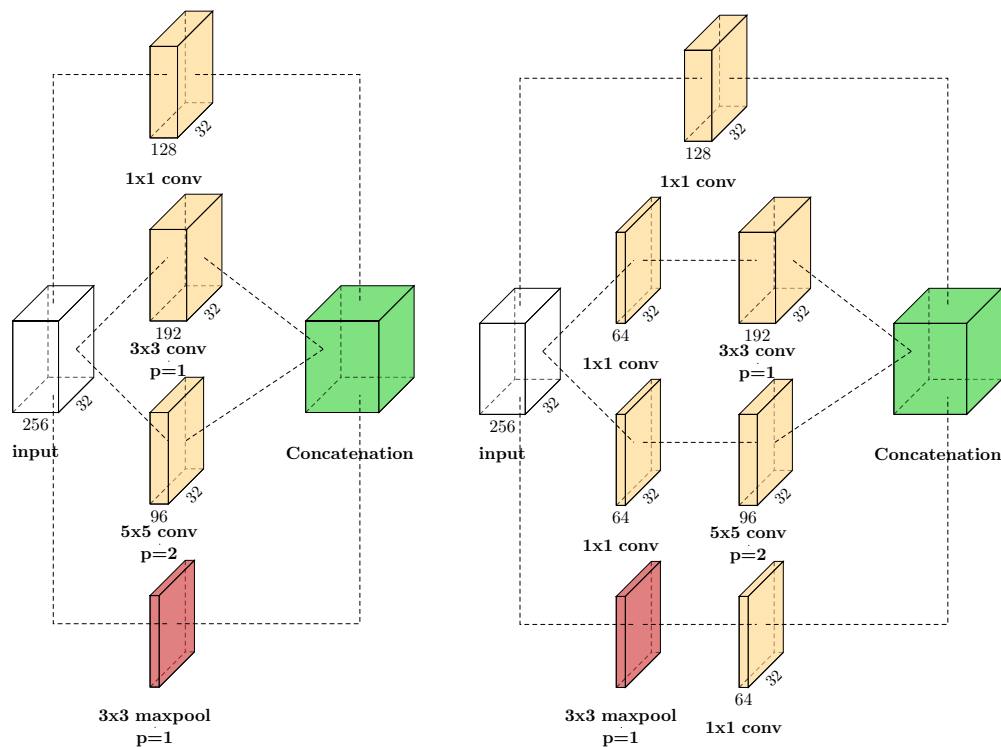 128
32
1x1 conv
192
32
3x3 conv
p=1
256
32
input
Concatenation
96
32
5x5 conv
p=2
3x3 maxpool
p=1
128
32
1x1 conv
64
32
1x1 conv
192
32
3x3 conv
p=1
256
32
input
Concatenation
64
32
1x1 conv
96
32
5x5 conv
p=2
3x3 maxpool
p=1
64
32
1x1 conv